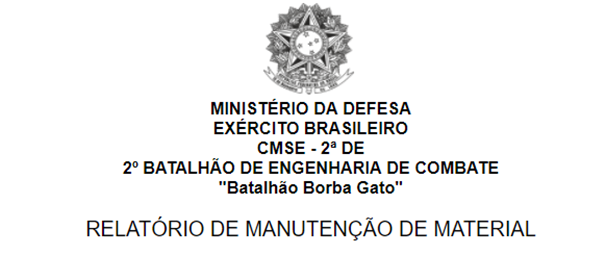 MINISTÉRIO DA DEFESA
EXÉRCITO BRASILEIRO
CMSE - 2ª DE
2º BATALHÃO DE ENGENHARIA DE COMBATE
"Batalhão Borba Gato"
RELATÓRIO DE MANUTENÇÃO DE MATERIAL